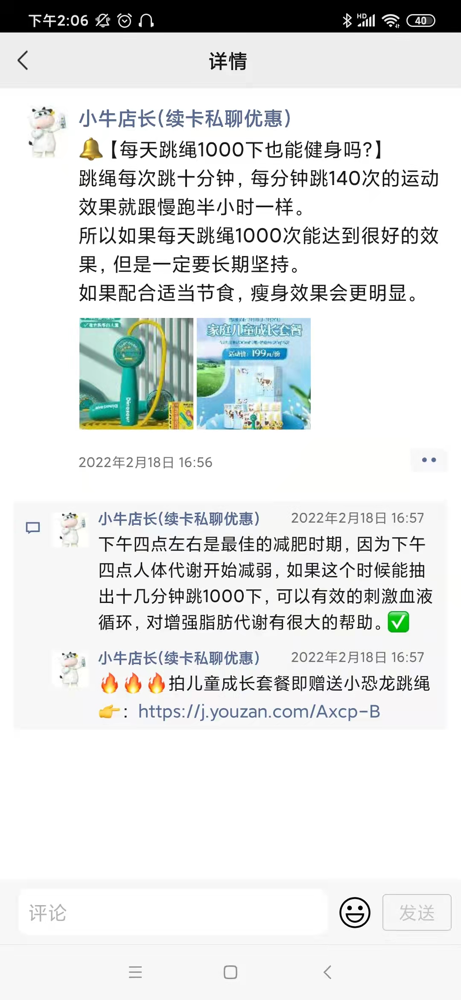 下午2:06
HD
40
详情
小牛店长(续卡私聊优惠)
🔔【每天跳绳1000下也能健身吗?】
跳绳每次跳十分钟，每分钟跳140次的运动
效果就跟慢跑半小时一样。
所以如果每天跳绳1000次能达到很好的效
果，但是一定要长期坚持。
如果配合适当节食，瘦身效果会更明显。
Dinosaur
Dinosaur
家庭儿童成长套餐
活动价：199元/份
2022年2月18日 16:56
小牛店长(续卡私聊优惠)
2022年2月18日 16:57
下午四点左右是最佳的减肥时期，因为下午
四点人体代谢开始减弱，如果这个时候能抽
出十几分钟跳1000下，可以有效的刺激血液
循环，对增强脂肪代谢有很大的帮助。✅
小牛店长(续卡私聊优惠)
2022年2月18日 16:57
🔥🔥🔥拍儿童成长套餐即赠送小恐龙跳绳
👉：https://j.youzan.com/Axcp-B
评论
发送